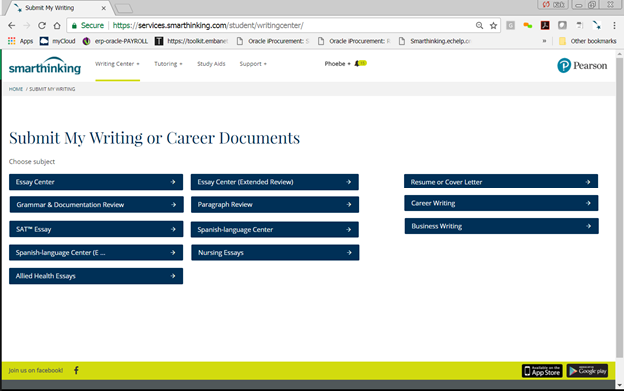 Submit My Writing
Secure https://services.smarthinking.com/student/writingcenter/
Apps myCloud erp-oracle-PAYROLL https://toolkit.embane Oracle iProcurement: S Oracle iProcurement: R Smarthinking.echelp.c » Other bookmarks
smarthinking Writing Center Tutoring Study Aids Support Phoebe Pearson
HOME / SUBMIT MY WRITING
Submit My Writing or Career Documents
Choose subject
Essay Center
Essay Center (Extended Review)
Resume or Cover Letter
Grammar & Documentation Review
Paragraph Review
Career Writing
SAT™ Essay
Spanish-language Center
Business Writing
Spanish-language Center (E ...
Nursing Essays
Allied Health Essays
Join us on facebook!
Available on the
App Store
Google play